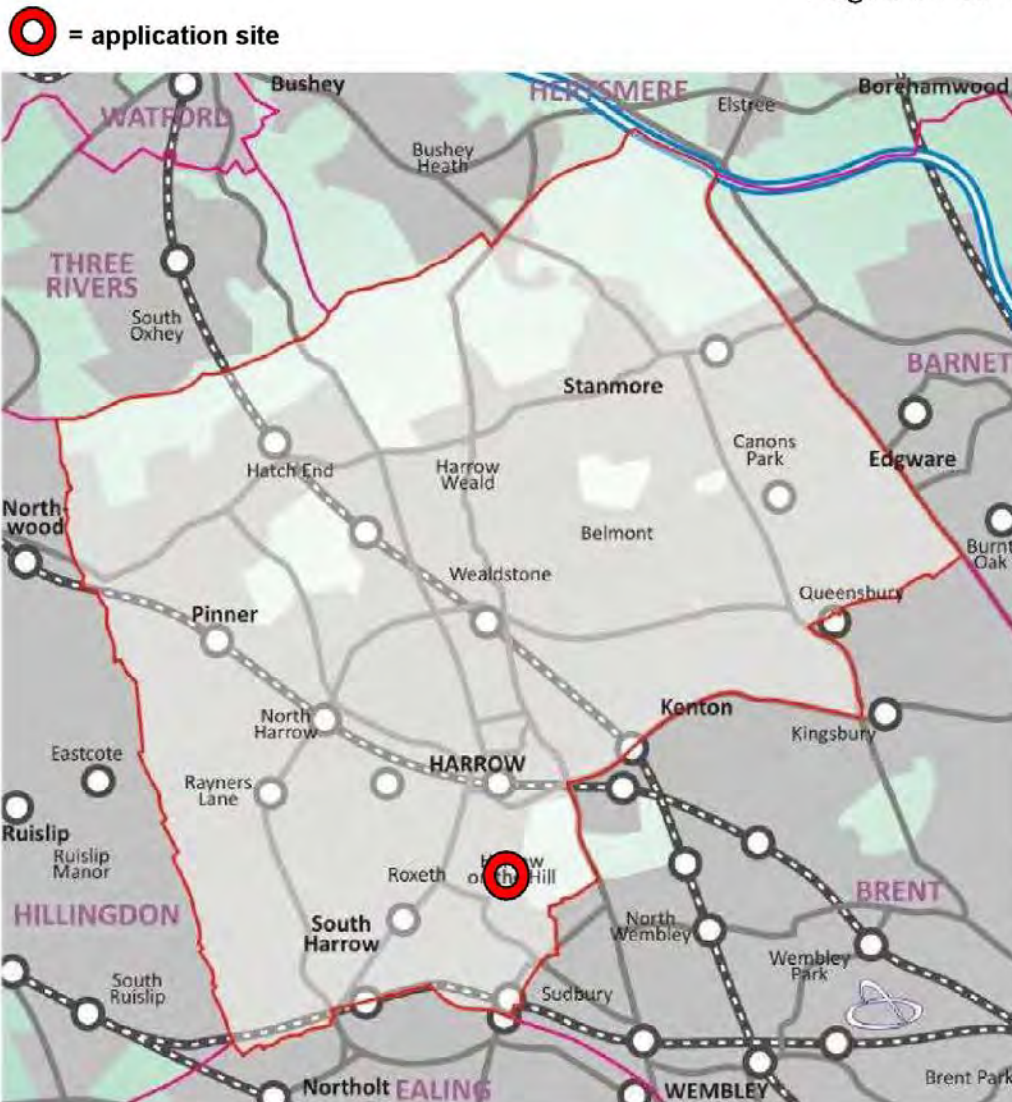 = application site
Bushey
HERTSMERE
Borehamwood
Elstree
WATFORD
Bushey
Heath
THREE
RIVERS
South
Oxhey
BARNET
Stanmore
Canons
Park
Edgware
Hatch End
Harrow
Weald
North-
wood
Belmont
Burnt
Oak
Wealdstone
Queensbury
Pinner
North
Harrow
Kenton
Kingsbury
Eastcote
HARROW
Rayners
Lane
Ruislip
Ruislip
Manor
Roxeth
on the Hill
BRENT
HILLINGDON
South
Harrow
North
Wembley
Wembley
Park
South
Ruislip
Sudbury
Northolt
EALING
WEMBLEY
Brent Park